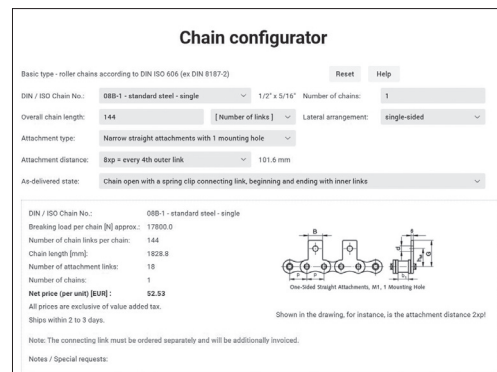 Chain configurator
Basic type - roller chains according to DIN ISO 606 (ex DIN 8187-2)
Reset
Help
DIN / ISO Chain No.: 08B-1 - standard steel - single 1/2" x 5/16" Number of chains: 1
Overall chain length: 144 [ Number of links ] Lateral arrangement: single-sided
Attachment type: Narrow straight attachments with 1 mounting hole
Attachment distance: 8xp = every 4th outer link 101.6 mm
As-delivered state: Chain open with a spring clip connecting link, beginning and ending with inner links
DIN / ISO Chain No.: 08B-1 - standard steel - single
Breaking load per chain [N] approx.: 17800.0
Number of chain links per chain: 144
Chain length [mm]: 1828.8
Number of attachment links: 18
Number of chains: 1
Net price (per unit) [EUR] : 52.53
All prices are exclusive of value added tax.
Ships within 2 to 3 days.
B
P
P
d
G
One-Sided Straight Attachments, M1, 1 Mounting Hole
Shown in the drawing, for instance, is the attachment distance 2xp!
Note: The connecting link must be ordered separately and will be additionally invoiced.
Notes / Special requests: